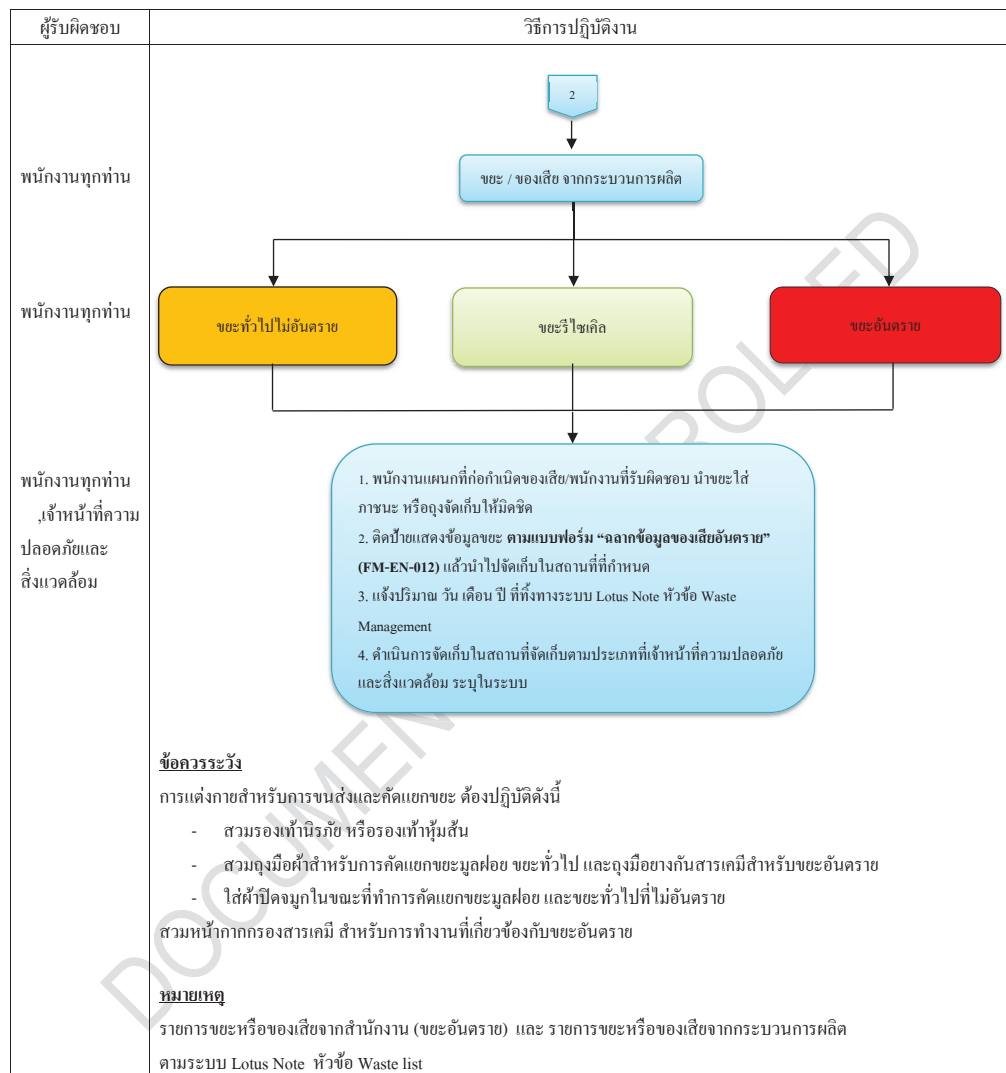 ผู้รับผิดชอบ
วิธีการปฏิบัติงาน
2
พนักงานทุกท่าน
ขยะ / ของเสีย จากกระบวนการผลิต
พนักงานทุกท่าน
ขยะทั่วไปไม่อันตราย
ขยะรีไซเคิล
ขยะอันตราย
พนักงานทุกท่าน
,เจ้าหน้าที่ความ
ปลอดภัยและ
สิ่งแวดล้อม
1. พนักงานแผนกที่ก่อกำเนิดของเสีย/พนักงานที่รับผิดชอบ นำขยะใส่
ภาชนะ หรือถุงจัดเก็บให้มิดชิด
2. ติดป้ายแสดงข้อมูลขยะ ตามแบบฟอร์ม “ฉลากข้อมูลของเสียอันตราย”
(FM-EN-012) แล้วนำไปจัดเก็บในสถานที่ที่กำหนด
3. แจ้งปริมาณ วัน เดือน ปี ที่ทิ้งทางระบบ Lotus Note หัวข้อ Waste
Management
4. ดำเนินการจัดเก็บในสถานที่จัดเก็บตามประเภทที่เจ้าหน้าที่ความปลอดภัย
และสิ่งแวดล้อม ระบุในระบบ
ข้อควรระวัง
การแต่งกายสำหรับการขนส่งและคัดแยกขยะ ต้องปฏิบัติดังนี้
- สวมรองเท้านิรภัย หรือรองเท้าหุ้มส้น
- สวมถุงมือผ้าสำหรับการคัดแยกขยะมูลฝอย ขยะทั่วไป และถุงมือยางกันสารเคมีสำหรับขยะอันตราย
- ใส่ผ้าปิดจมูกในขณะที่ทำการคัดแยกขยะมูลฝอย และขยะทั่วไปที่ไม่อันตราย
สวมหน้ากากกรองสารเคมี สำหรับการทำงานที่เกี่ยวข้องกับขยะอันตราย
หมายเหตุ
รายการขยะหรือของเสียจากสำนักงาน (ขยะอันตราย) และ รายการขยะหรือของเสียจากกระบวนการผลิต
ตามระบบ Lotus Note หัวข้อ Waste list